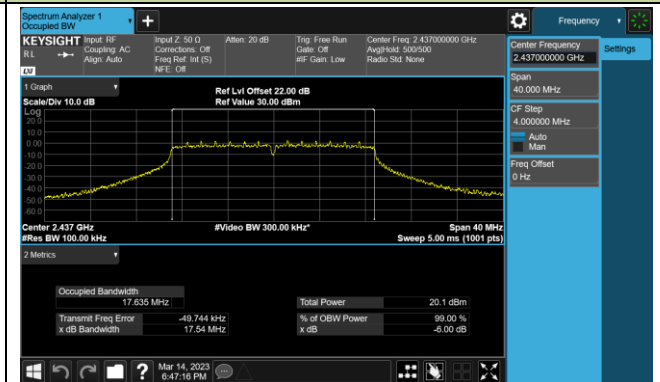 Spectrum Analyzer 1
Occupied BW
+
Frequency
KEYSIGHT
RL
LXI
Input: RF
Coupling: AC
Align: Auto
Input Z: 50 Ω
Corrections: Off
Freq Ref: Int (S)
NFE: Off
Atten: 20 dB
Trig: Free Run
Gate: Off
#IF Gain: Low
Center Freq: 2.437000000 GHz
Avg|Hold: 500/500
Radio Std: None
Center Frequency
2.437000000 GHz
Settings
Span
40.000 MHz
CF Step
4.000000 MHz
Auto
Man
Freq Offset
0 Hz
1 Graph
Scale/Div 10.0 dB
Ref Lvl Offset 22.00 dB
Ref Value 30.00 dBm
Log
20.0
10.0
0.00
-10.0
-20.0
-30.0
-40.0
-50.0
-60.0
Center 2.437 GHz
#Res BW 100.00 kHz
#Video BW 300.00 kHz*
Span 40 MHz
Sweep 5.00 ms (1001 pts)
2 Metrics
Occupied Bandwidth
17.635 MHz
Total Power 20.1 dBm
Transmit Freq Error -49.744 kHz
% of OBW Power 99.00 %
x dB Bandwidth 17.54 MHz
x dB -6.00 dB
?
Mar 14, 2023
6:47:16 PM